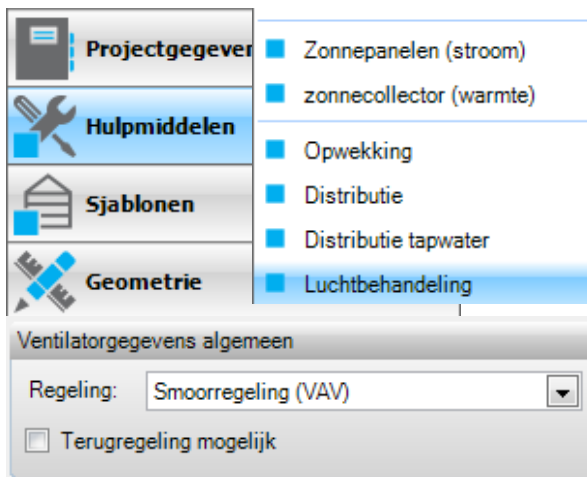 Projectgegever
Hulpmiddelen
Sjablonen
Geometrie
Zonnepanelen (stroom)
zonnecollector (warmte)
Opwekking
Distributie
Distributie tapwater
Luchtbehandeling
Ventilatorgegevens algemeen
Regeling: Smoorregeling (VAV)
Terugregeling mogelijk